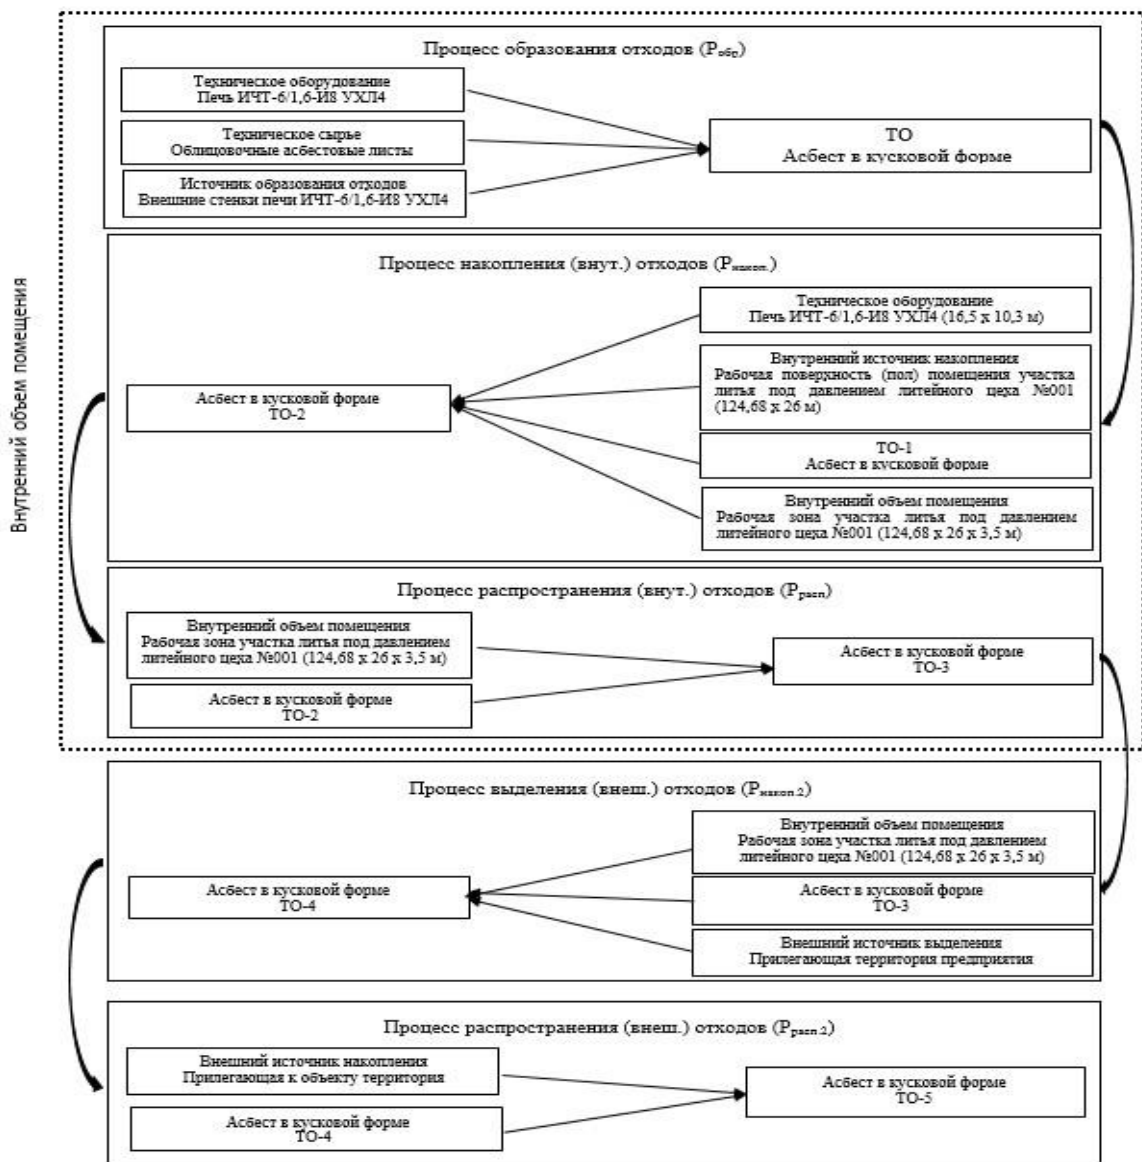 Внутренний объем помещения
Процесс образования отходов (Робр)
Техническое оборудование
Печь ИЧТ-6/1,6-И8 УХЛ4
Техническое сырье
Облицовочные асбестовые листы
Источник образования отходов
Внешние стенки печи ИЧТ-6/1,6-И8 УХЛ4
ТО
Асбест в кусковой форме
Процесс накопления (внут.) отходов (Рнакоп.)
Техническое оборудование
Печь ИЧТ-6/1,6-И8 УХЛ4 (16,5 х 10,3 м)
Внутренний источник накопления
Рабочая поверхность (пол) помещения участка
литья под давлением литейного цеха №001
(124,68 х 26 м)
ТО-1
Асбест в кусковой форме
Внутренний объем помещения
Рабочая зона участка литья под давлением
литейного цеха №001 (124,68 х 26 х 3,5 м)
Асбест в кусковой форме
ТО-2
Процесс распространения (внут.) отходов (Ррасп)
Внутренний объем помещения
Рабочая зона участка литья под давлением
литейного цеха №001 (124,68 х 26 х 3,5 м)
Асбест в кусковой форме
ТО-2
Асбест в кусковой форме
ТО-3
Процесс выделения (внеш.) отходов (Рнакоп.2)
Внутренний объем помещения
Рабочая зона участка литья под давлением
литейного цеха №001 (124,68 х 26 х 3,5 м)
Асбест в кусковой форме
ТО-3
Внешний источник выделения
Прилегающая территория предприятия
Асбест в кусковой форме
ТО-4
Процесс распространения (внеш.) отходов (Ррасп.2)
Внешний источник накопления
Прилегающая к объекту территория
Асбест в кусковой форме
ТО-4
Асбест в кусковой форме
ТО-5